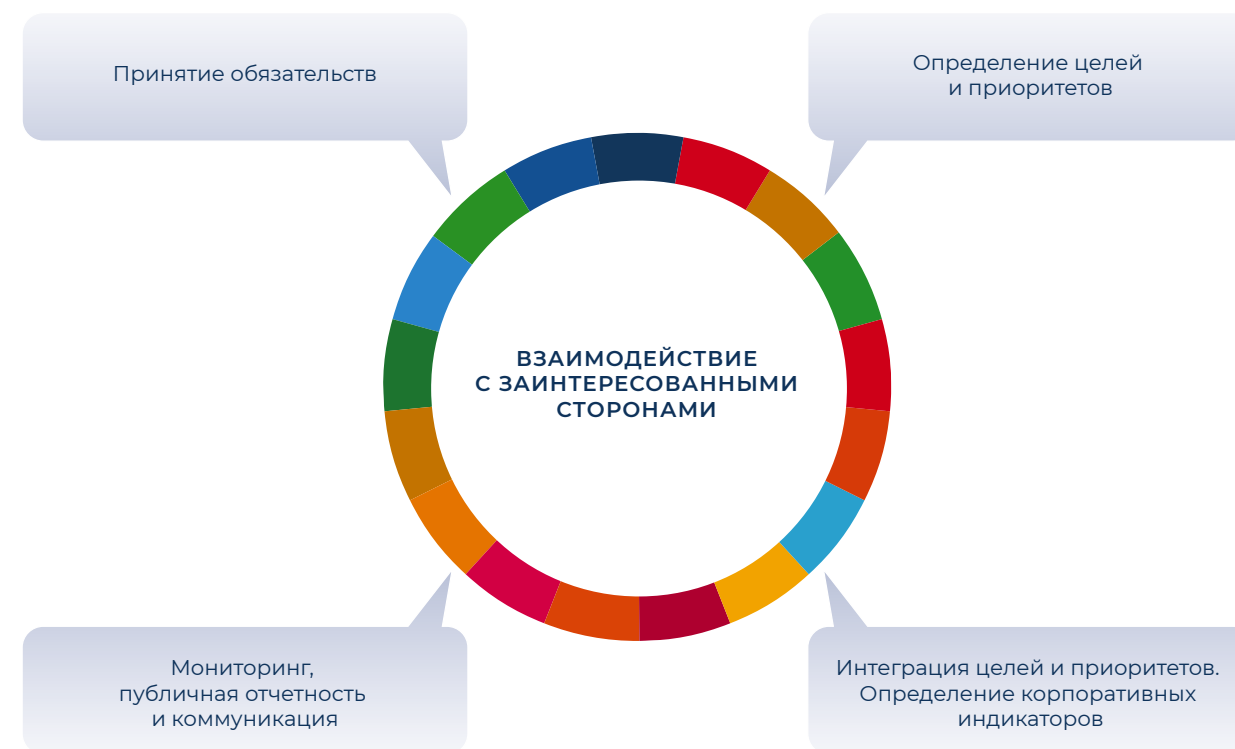 Принятие обязательств
Определение целей
и приоритетов
ВЗАИМОДЕЙСТВИЕ
С ЗАИНТЕРЕСОВАННЫМИ
СТОРОНАМИ
Мониторинг,
публичная отчетность
и коммуникация
Интеграция целей и приоритетов.
Определение корпоративных
индикаторов